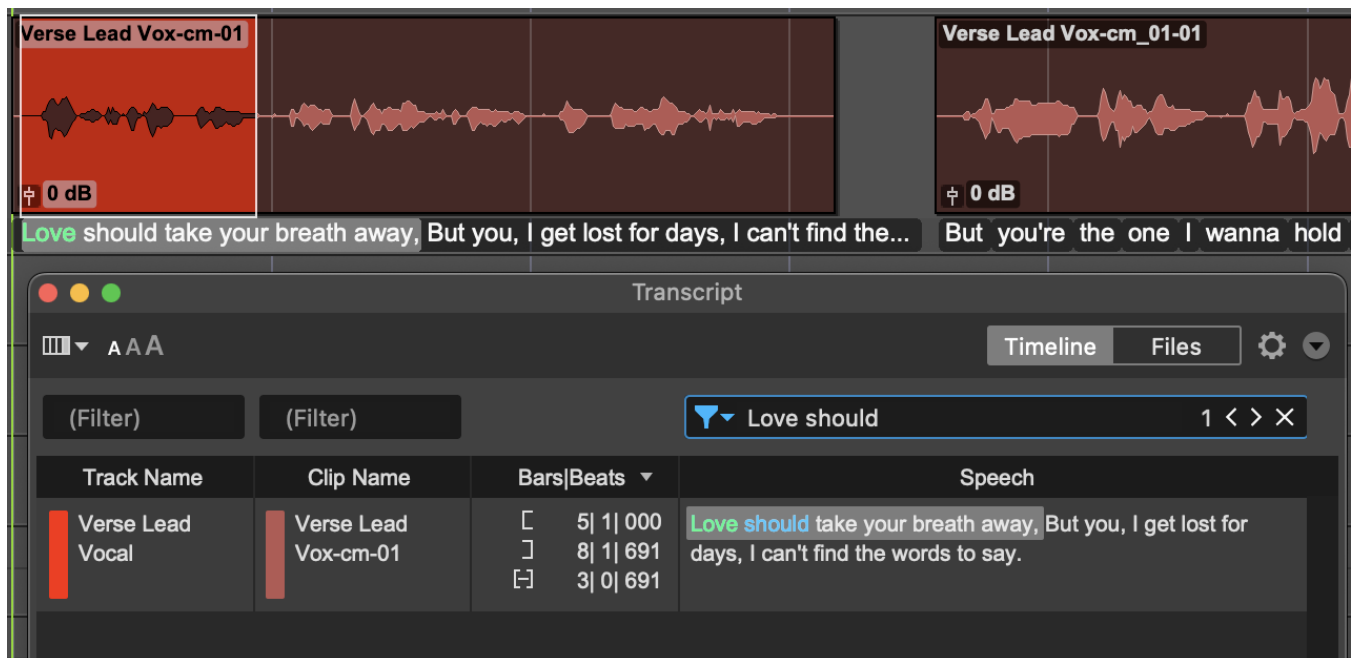 Verse Lead Vox-cm-01
Verse Lead Vox-cm_01-01
0 dB
0 dB
Love should take your breath away, But you, I get lost for days, I can't find the...
But you're the one I wanna hold
Transcript
A A A
Timeline Files
(Filter) (Filter) Love should 1 < > ×
Track Name Clip Name Bars|Beats Speech
Verse Lead
Vocal
Verse Lead
Vox-cm-01
5| 1| 000
8| 1| 691
3| 0| 691
Love should take your breath away, But you, I get lost for
days, I can't find the words to say.